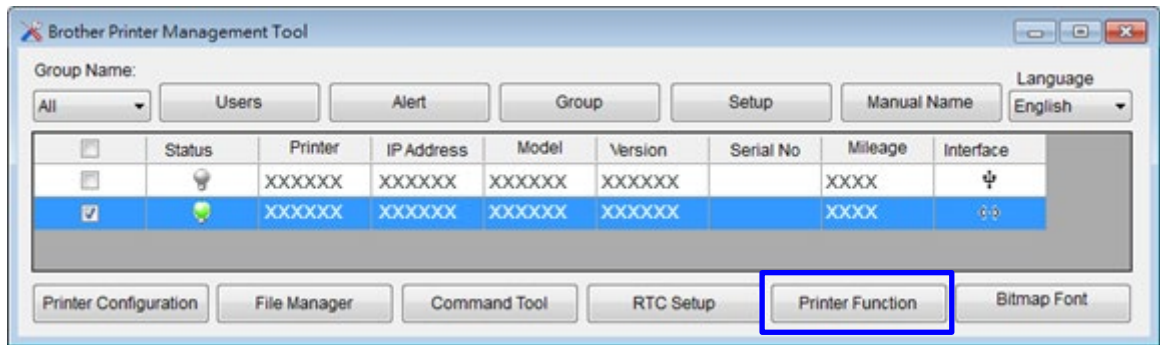 Brother Printer Management Tool
Group Name:
Language
All Users Alert Group Setup Manual Name English
Status Printer IP Address Model Version Serial No Mileage Interface
XXXXXX XXXXXX XXXXXX XXXXXX XXXX
XXXXXX XXXXXX XXXXXX XXXXXX XXXX
Printer Configuration File Manager Command Tool RTC Setup Printer Function Bitmap Font